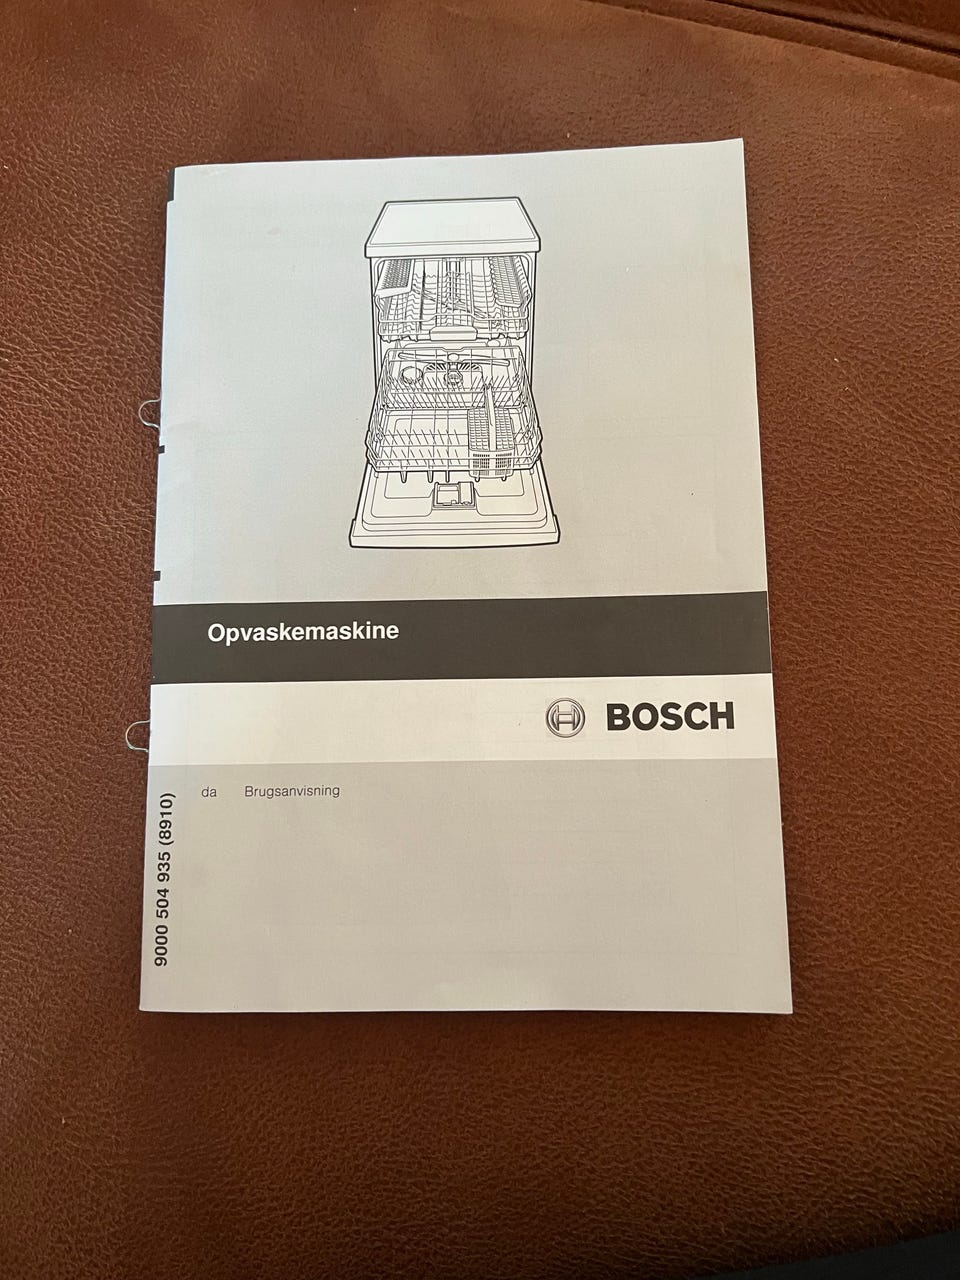 Opvaskemaskine
BOSCH
da Brugsanvisning
9000 504 935 (8910)